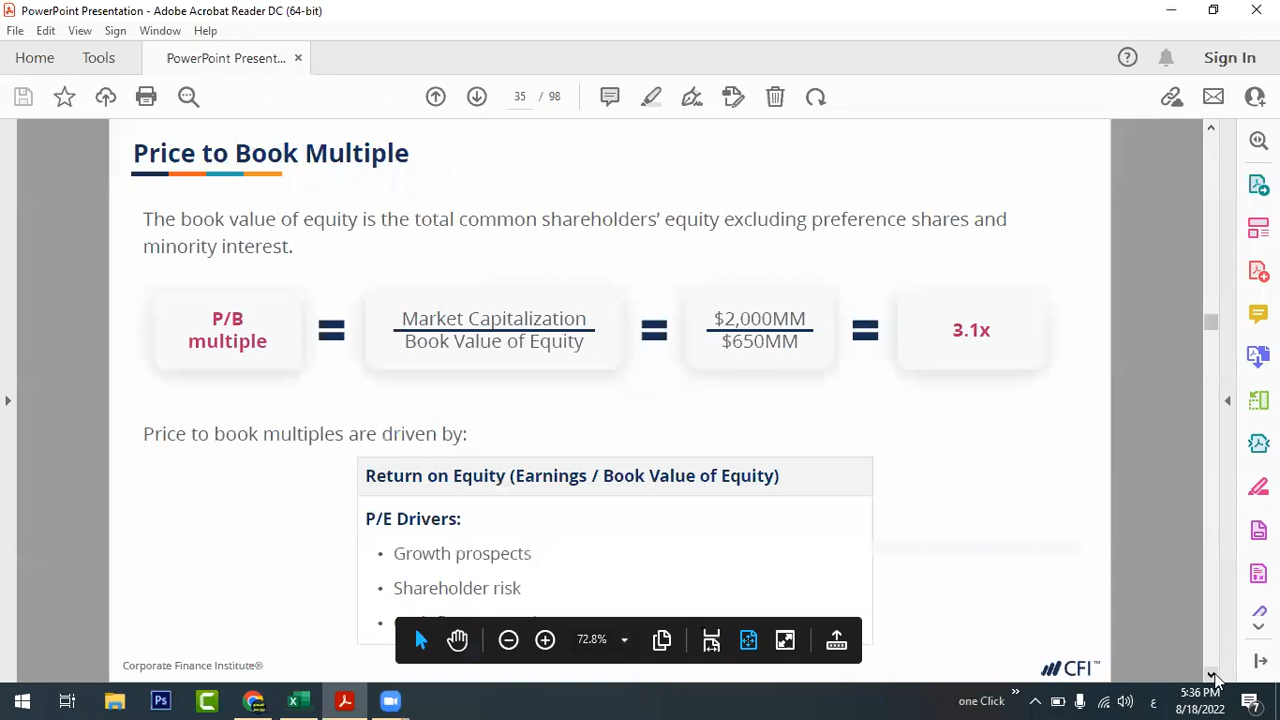 PowerPoint Presentation - Adobe Acrobat Reader DC (64-bit)
File Edit View Sign Window Help
Home Tools PowerPoint Present... × Sign In
35 / 98
Price to Book Multiple
The book value of equity is the total common shareholders' equity excluding preference shares and
minority interest.
P/B
multiple
=
Market Capitalization
Book Value of Equity
=
$2,000MM
$650MM
=
3.1x
Price to book multiples are driven by:
Return on Equity (Earnings / Book Value of Equity)
P/E Drivers:
• Growth prospects
• Shareholder risk
72.8%
Corporate Finance Institute®
CFI™
Ps
one Click
ع
5:36 PM
8/18/2022
7